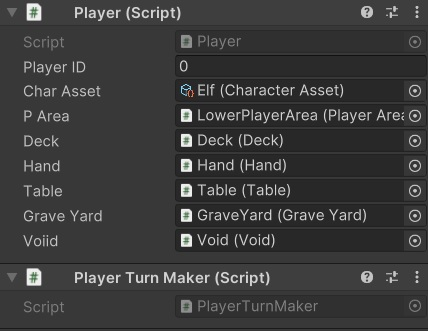 Player (Script)
Script Player
Player ID 0
Char Asset Elf (Character Asset)
P Area LowerPlayerArea (Player Area
Deck Deck (Deck)
Hand Hand (Hand)
Table Table (Table)
Grave Yard GraveYard (Grave Yard)
Voiid Void (Void)
Player Turn Maker (Script)
Script PlayerTurnMaker